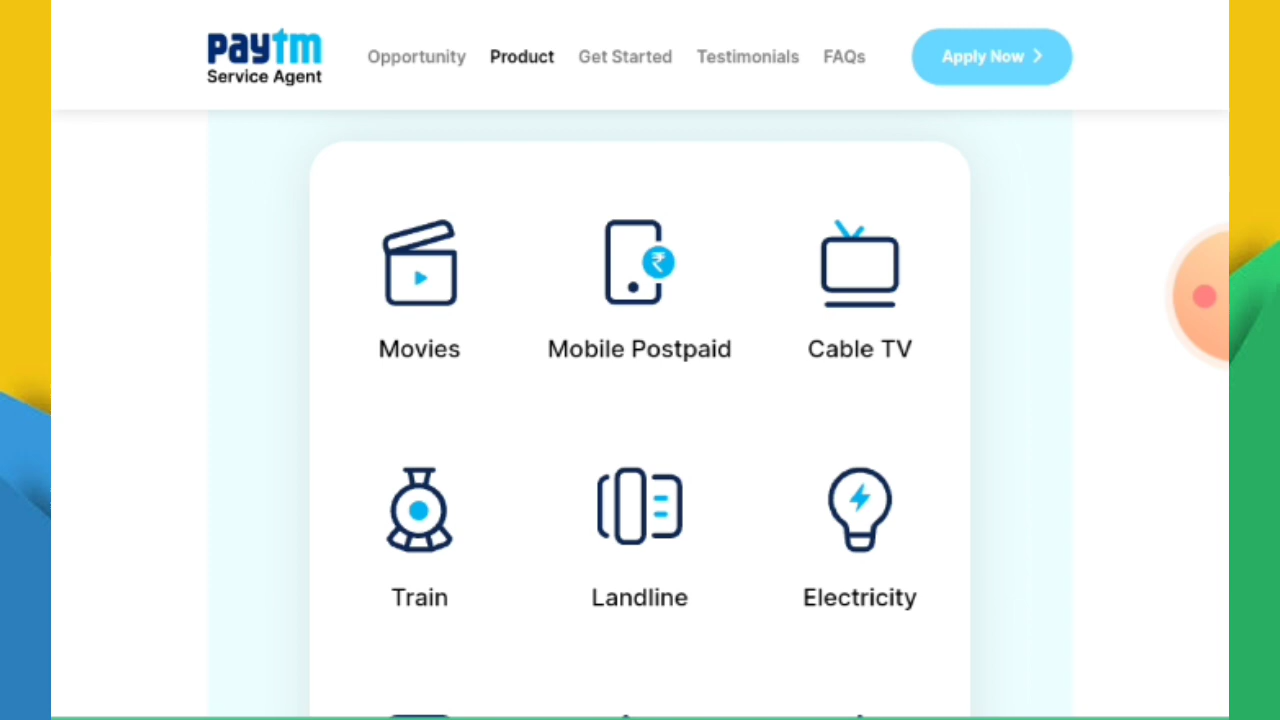 paytm
Service Agent
Opportunity Product Get Started Testimonials FAQs Apply Now
₹
Movies Mobile Postpaid Cable TV
Train Landline Electricity